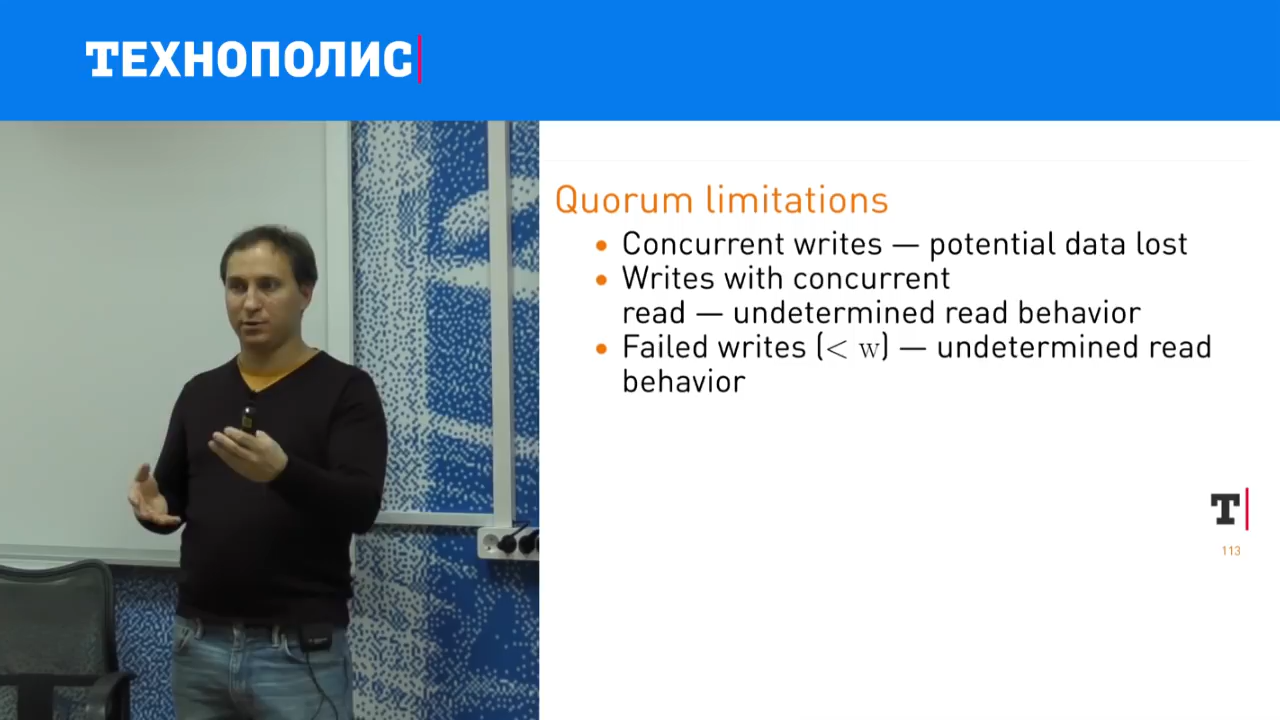 ТЕХНОПОЛИС
Quorum limitations
• Concurrent writes — potential data lost
• Writes with concurrent
read — undetermined read behavior
• Failed writes (< w) — undetermined read
behavior
T
113